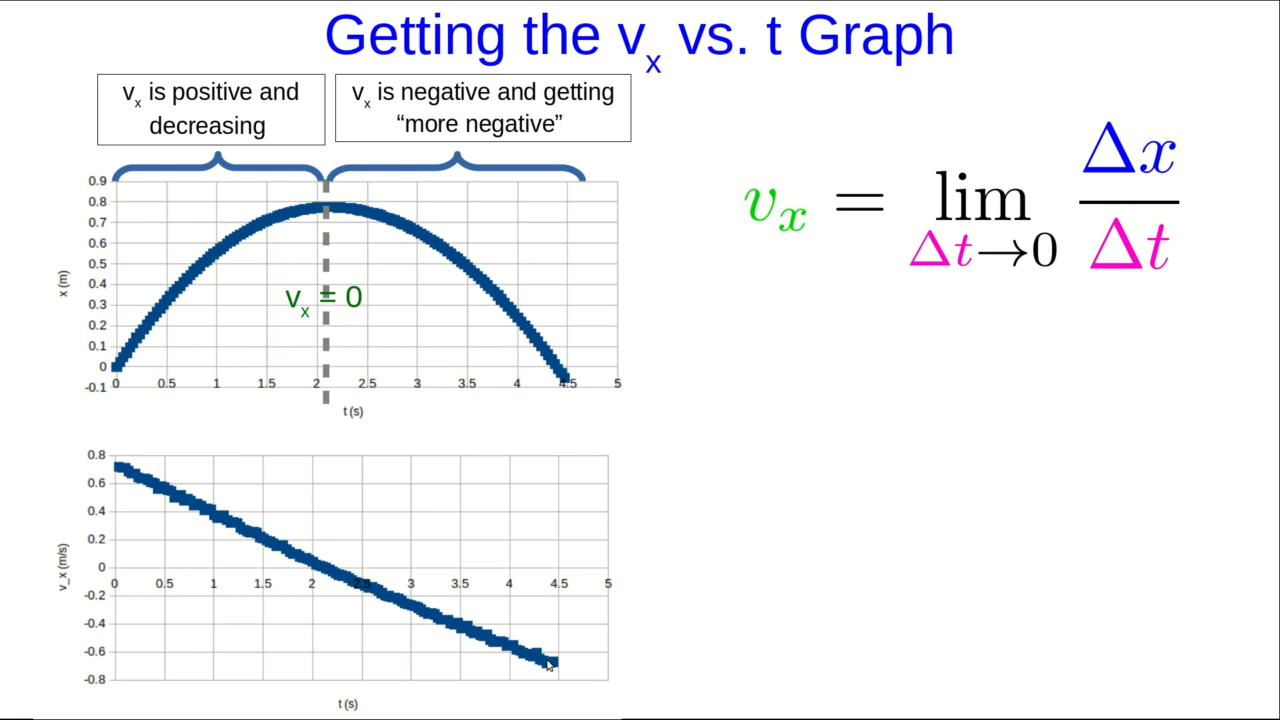 Getting the vx vs. t Graph
vx is positive and
decreasing
vx is negative and getting
“more negative”
vx = lim Δt→0 Δx/Δt
0.9
0.8
0.7
0.6
0.5
0.4
0.3
0.2
0.1
0
-0.1
x (m)
vx = 0
0 0.5 1 1.5 2 2.5 3 3.5 4 4.5 5
t (s)
0.8
0.6
0.4
0.2
0
-0.2
-0.4
-0.6
-0.8
v_x (m/s)
0 0.5 1 1.5 2 2.5 3 3.5 4 4.5 5
t (s)